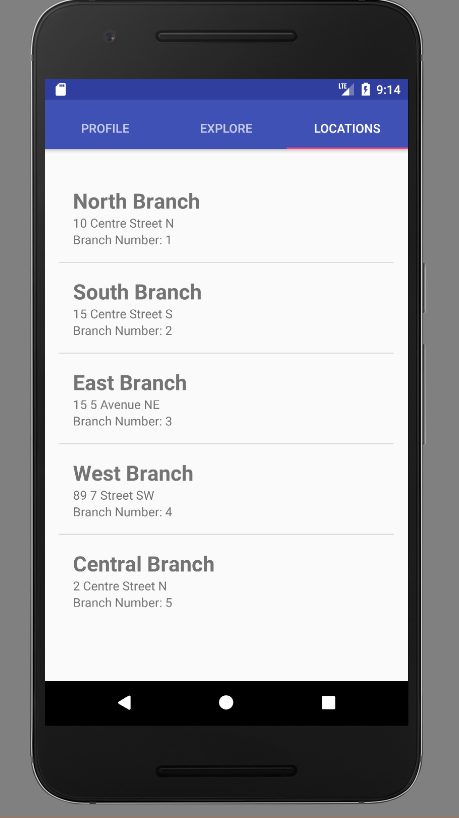 LTE 9:14
PROFILE EXPLORE LOCATIONS
North Branch
10 Centre Street N
Branch Number: 1
South Branch
15 Centre Street S
Branch Number: 2
East Branch
15 5 Avenue NE
Branch Number: 3
West Branch
89 7 Street SW
Branch Number: 4
Central Branch
2 Centre Street N
Branch Number: 5